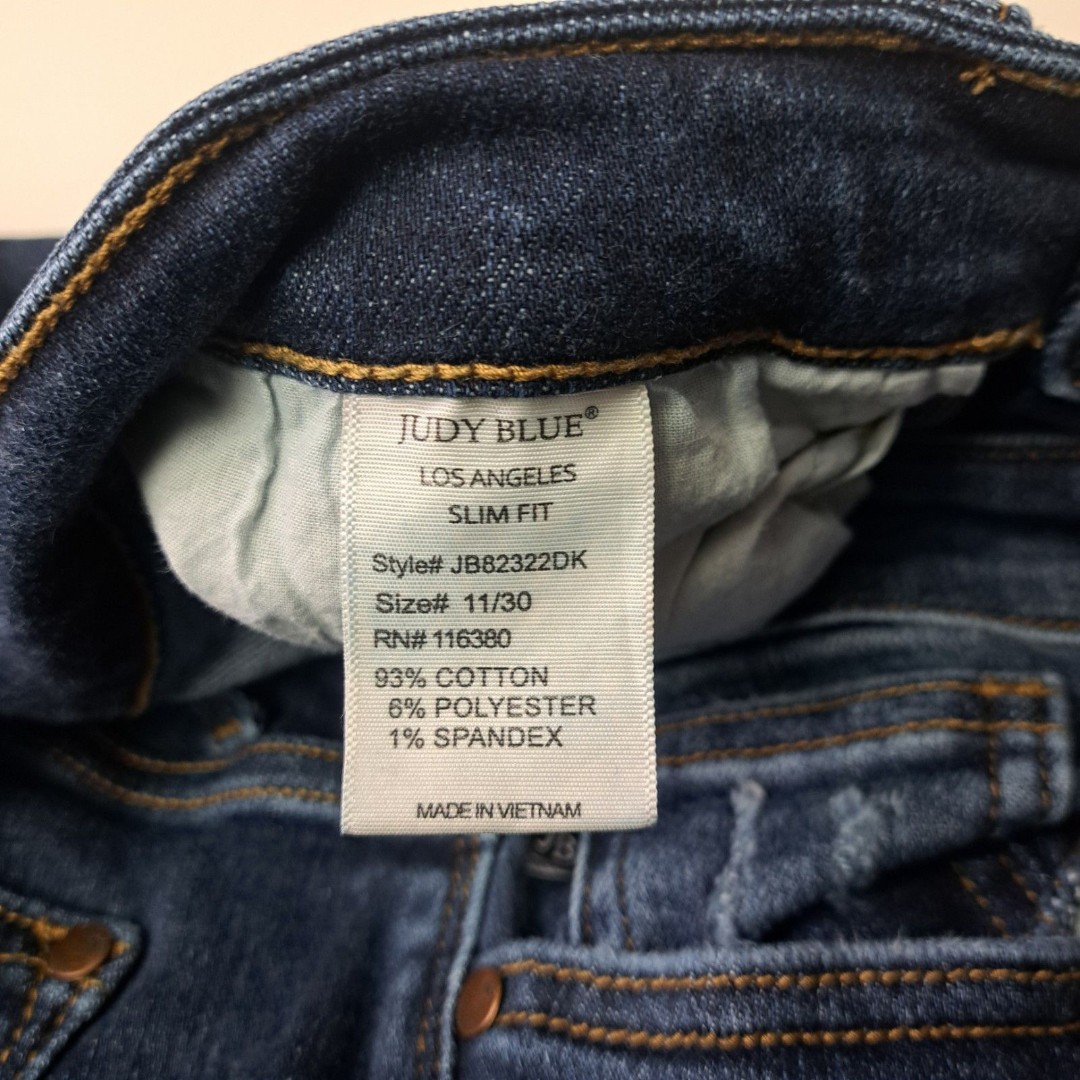 JUDY BLUE®
LOS ANGELES
SLIM FIT
Style# JB82322DK
Size# 11/30
RN# 116380
93% COTTON
6% POLYESTER
1% SPANDEX
MADE IN VIETNAM